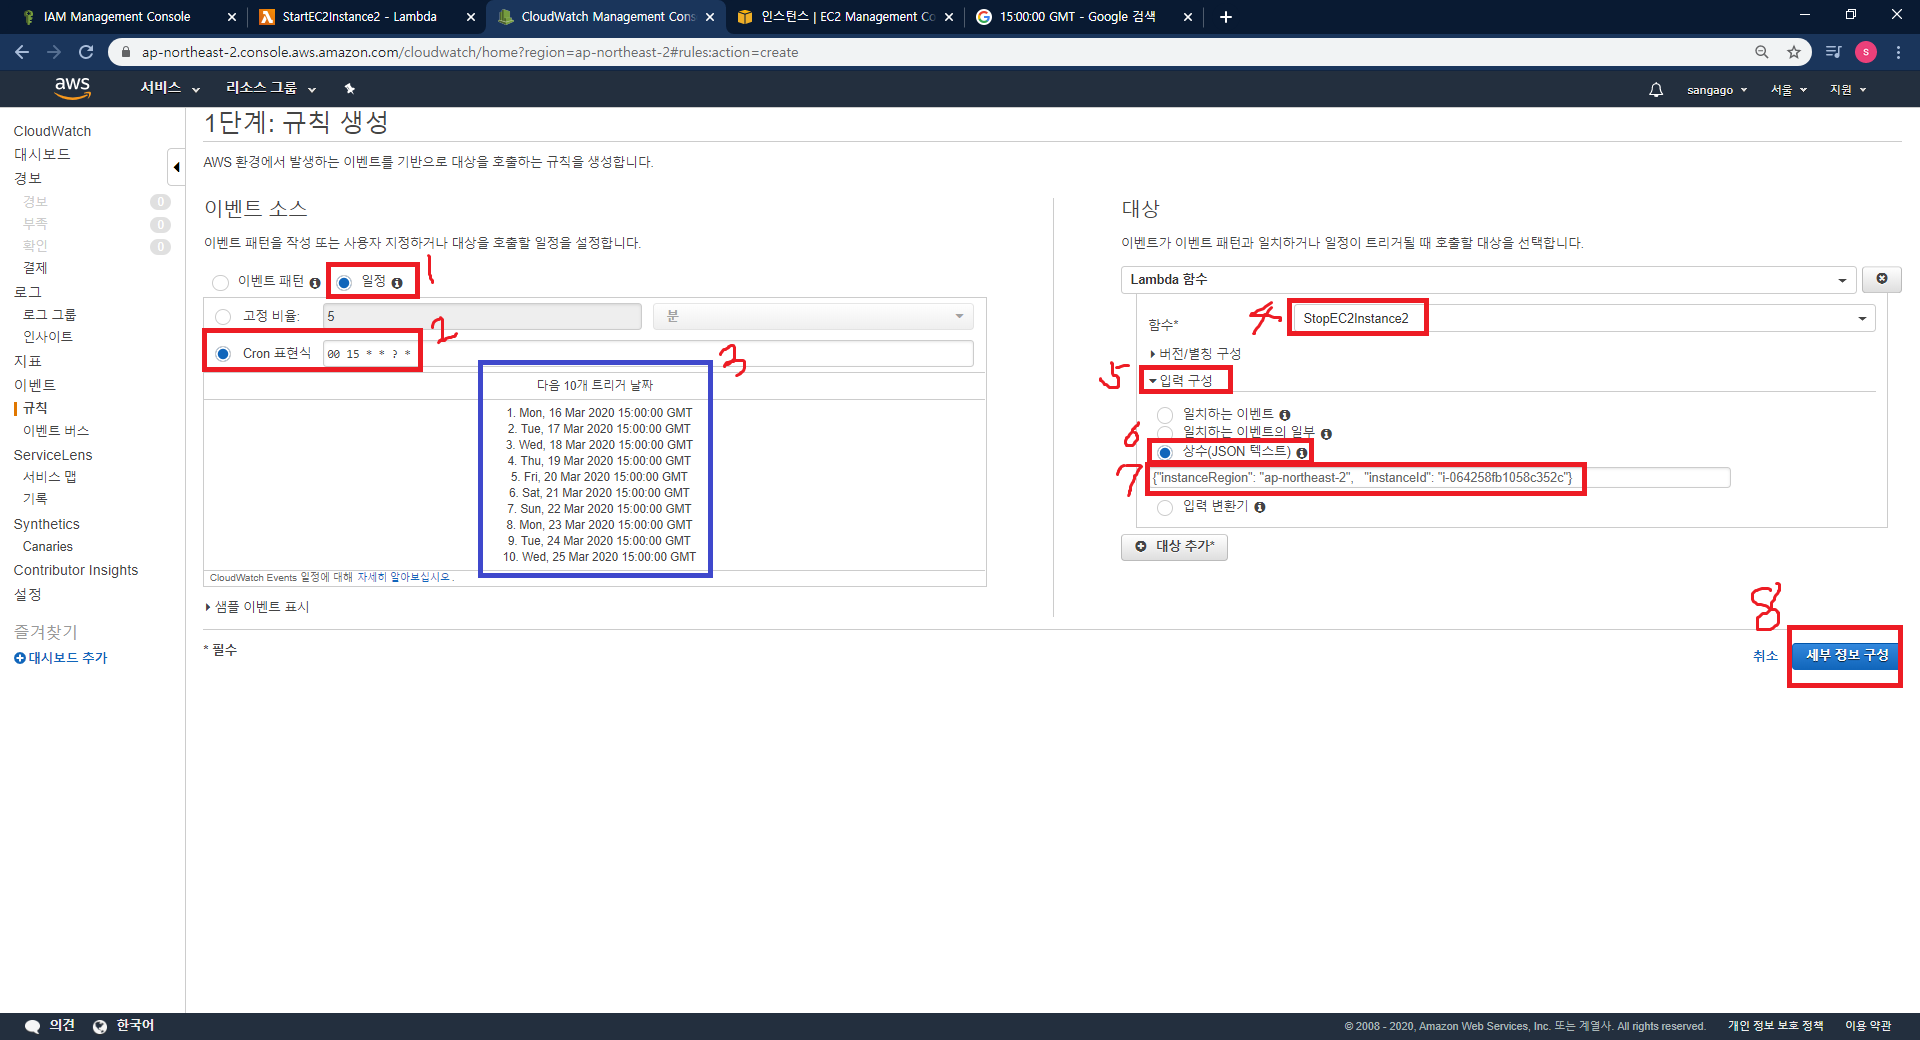 IAM Management Console
StartEC2Instance2 - Lambda
CloudWatch Management Cons
인스턴스 | EC2 Management Co
15:00:00 GMT - Google 검색
ap-northeast-2.console.aws.amazon.com/cloudwatch/home?region=ap-northeast-2#rules:action=create
s
aws
서비스
리소스 그룹
sangago
서울
지원
CloudWatch
대시보드
경보
경보 0
부족 0
확인 0
결제
로그
로그 그룹
인사이트
지표
이벤트
규칙
이벤트 버스
ServiceLens
서비스 맵
기록
Synthetics
Canaries
Contributor Insights
설정
즐겨찾기
대시보드 추가
1단계: 규칙 생성
AWS 환경에서 발생하는 이벤트를 기반으로 대상을 호출하는 규칙을 생성합니다.
이벤트 소스
이벤트 패턴을 작성 또는 사용자 지정하거나 대상을 호출할 일정을 설정합니다.
이벤트 패턴
일정
1
고정 비율:
5
분
2
Cron 표현식
00 15 * * ? *
3
다음 10개 트리거 날짜
1. Mon, 16 Mar 2020 15:00:00 GMT
2. Tue, 17 Mar 2020 15:00:00 GMT
3. Wed, 18 Mar 2020 15:00:00 GMT
4. Thu, 19 Mar 2020 15:00:00 GMT
5. Fri, 20 Mar 2020 15:00:00 GMT
6. Sat, 21 Mar 2020 15:00:00 GMT
7. Sun, 22 Mar 2020 15:00:00 GMT
8. Mon, 23 Mar 2020 15:00:00 GMT
9. Tue, 24 Mar 2020 15:00:00 GMT
10. Wed, 25 Mar 2020 15:00:00 GMT
CloudWatch Events 일정에 대해 자세히 알아보십시오.
샘플 이벤트 표시
* 필수
대상
이벤트가 이벤트 패턴과 일치하거나 일정이 트리거될 때 호출할 대상을 선택합니다.
Lambda 함수
함수*
4
StopEC2Instance2
버전/별칭 구성
5
입력 구성
일치하는 이벤트
일치하는 이벤트의 일부
6
상수(JSON 텍스트)
7
{"instanceRegion": "ap-northeast-2", "instanceId": "i-064258fb1058c352c"}
입력 변환기
대상 추가*
8
취소
세부 정보 구성
의견
한국어
© 2008 - 2020, Amazon Web Services, Inc. 또는 계열사. All rights reserved.
개인 정보 보호 정책
이용 약관